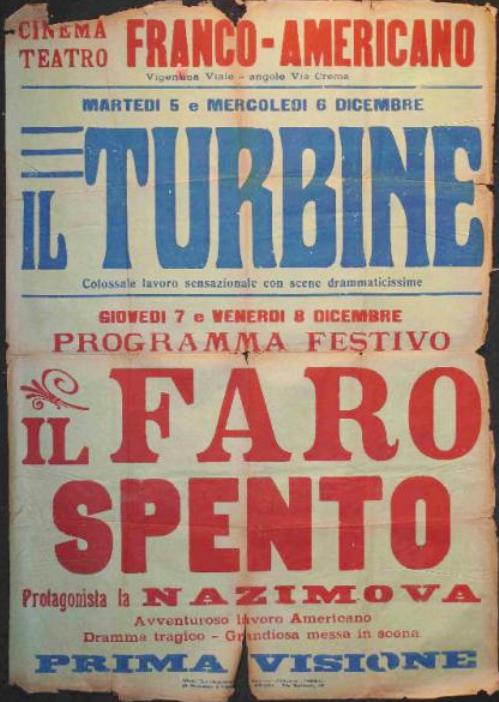 CINEMA
TEATRO FRANCO-AMERICANO
Vigentina Viale - angolo Via Crema
MARTEDI 5 e MERCOLEDI 6 DICEMBRE
IL TURBINE
Colossale lavoro sensazionale con scene drammaticissime
GIOVEDI 7 e VENERDI 8 DICEMBRE
PROGRAMMA FESTIVO
IL FARO
SPENTO
Protagonista la NAZIMOVA
Avventuroso lavoro Americano
Dramma tragico - Grandiosa messa in scena
PRIMA VISIONE